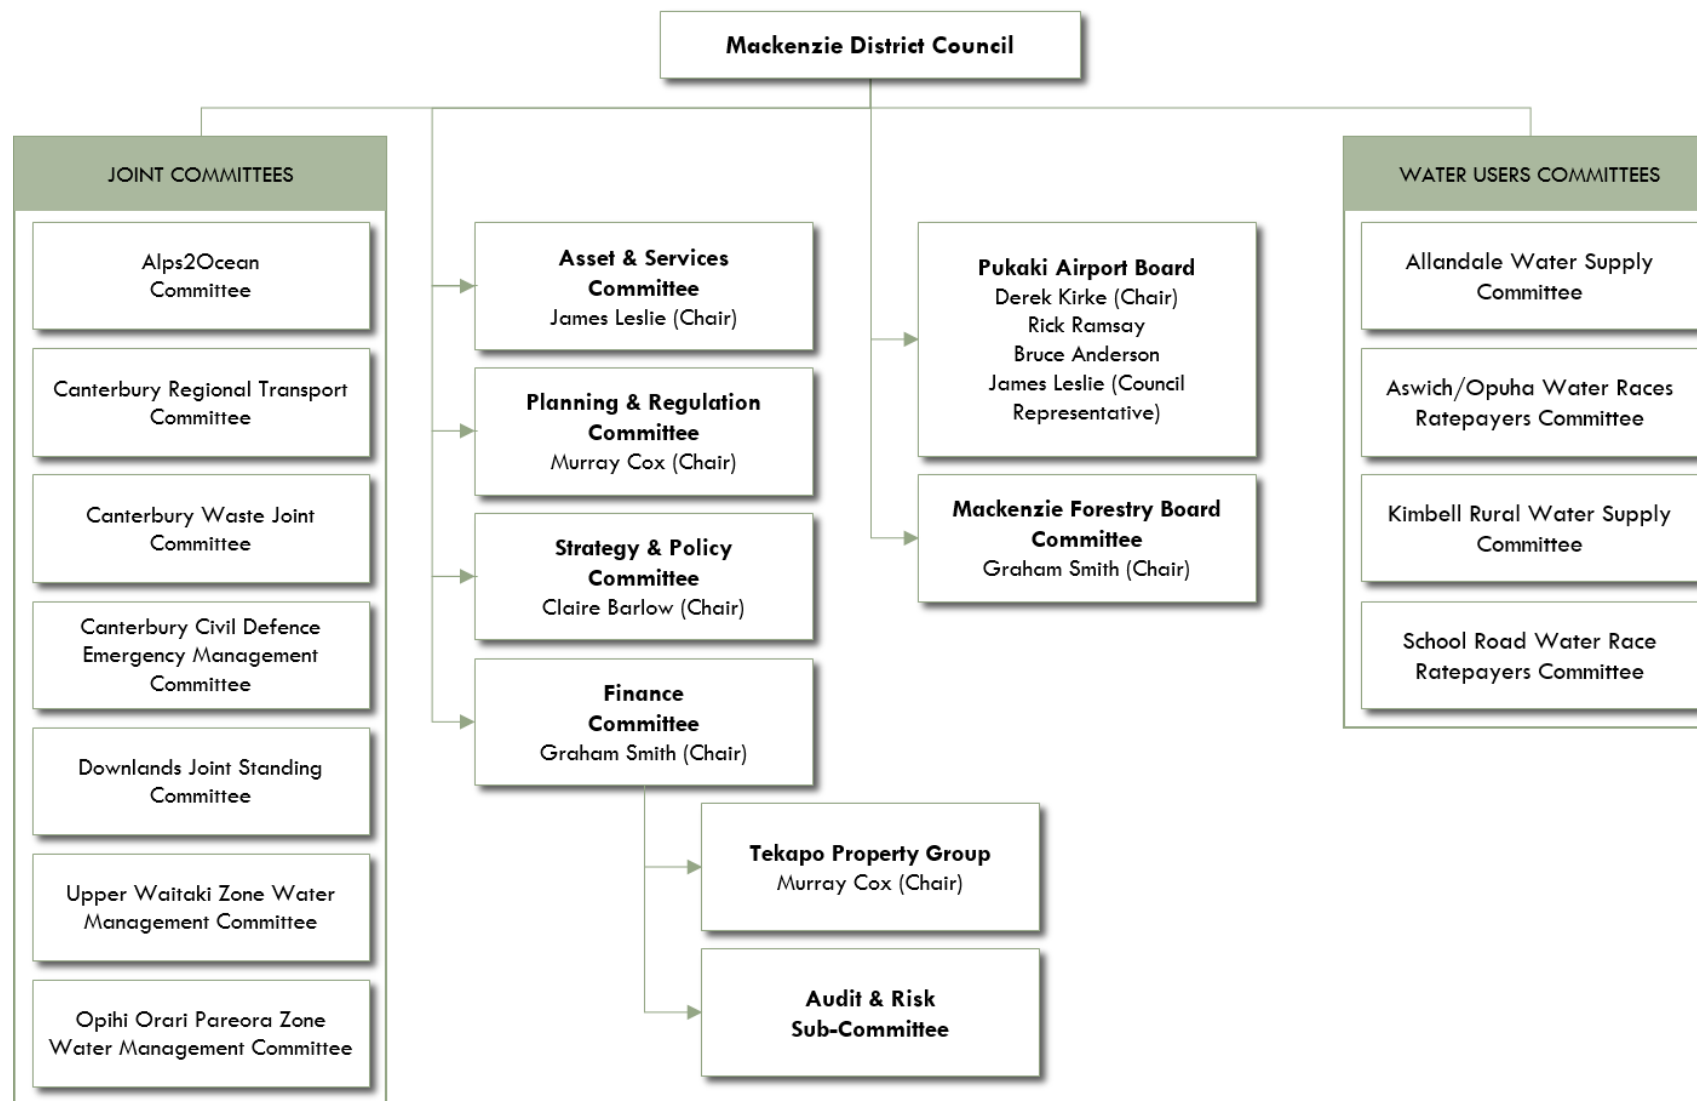 Mackenzie District Council
JOINT COMMITTEES
Alps2Ocean
Committee
Canterbury Regional Transport
Committee
Canterbury Waste Joint
Committee
Canterbury Civil Defence
Emergency Management
Committee
Downlands Joint Standing
Committee
Upper Waitaki Zone Water
Management Committee
Opihi Orari Pareora Zone
Water Management Committee
Asset & Services
Committee
James Leslie (Chair)
Planning & Regulation
Committee
Murray Cox (Chair)
Strategy & Policy
Committee
Claire Barlow (Chair)
Finance
Committee
Graham Smith (Chair)
Tekapo Property Group
Murray Cox (Chair)
Audit & Risk
Sub-Committee
Pukaki Airport Board
Derek Kirke (Chair)
Rick Ramsay
Bruce Anderson
James Leslie (Council
Representative)
Mackenzie Forestry Board
Committee
Graham Smith (Chair)
WATER USERS COMMITTEES
Allandale Water Supply
Committee
Aswich/Opuha Water Races
Ratepayers Committee
Kimbell Rural Water Supply
Committee
School Road Water Race
Ratepayers Committee